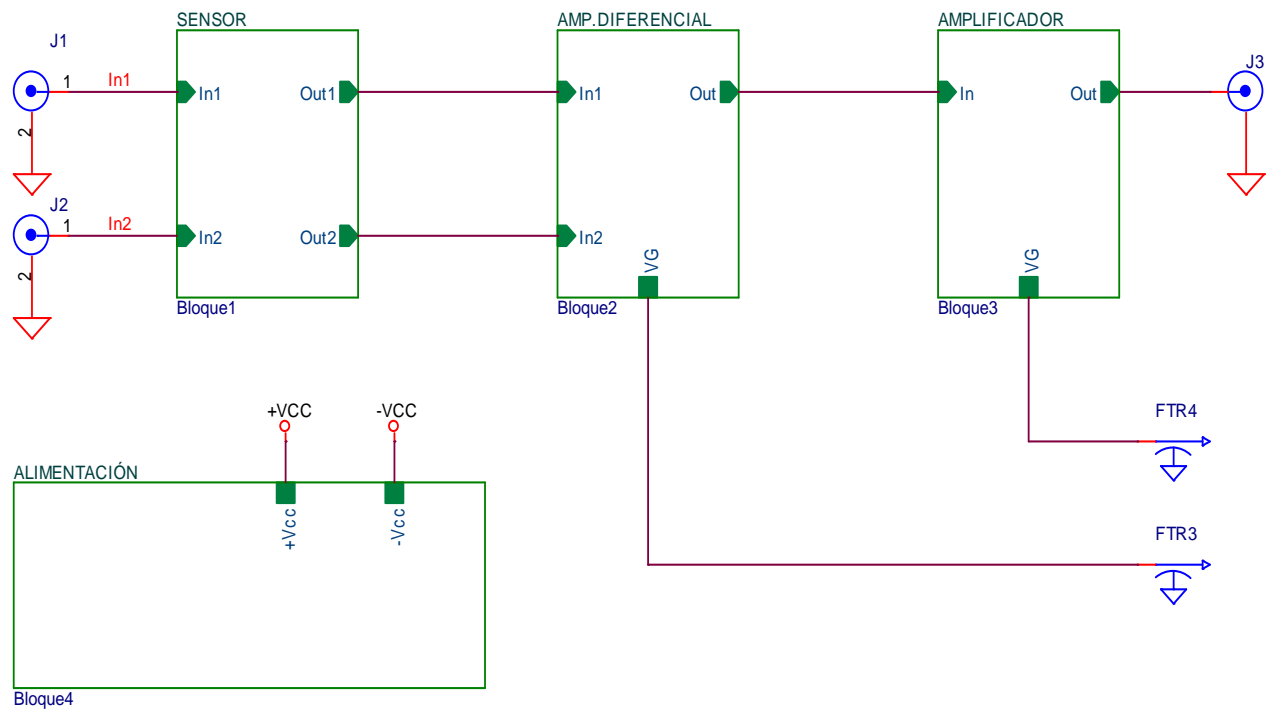 SENSOR
AMP.DIFERENCIAL
AMPLIFICADOR
J1
J3
1
In1
In1
Out1
In1
Out
In
Out
2
J2
1
In2
In2
Out2
In2
2
VG
VG
Bloque1
Bloque2
Bloque3
+VCC
-VCC
FTR4
ALIMENTACIÓN
+Vcc
-Vcc
FTR3
Bloque4